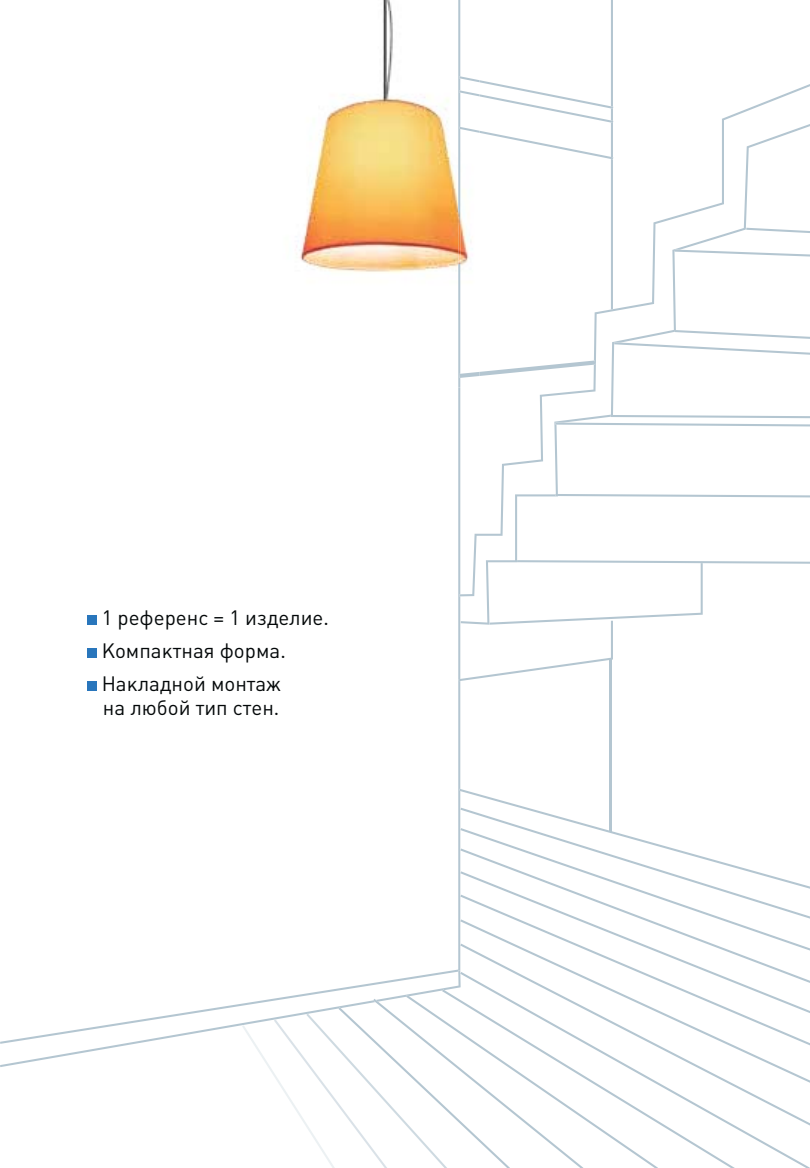 1 референс = 1 изделие.
Компактная форма.
Накладной монтаж
на любой тип стен.